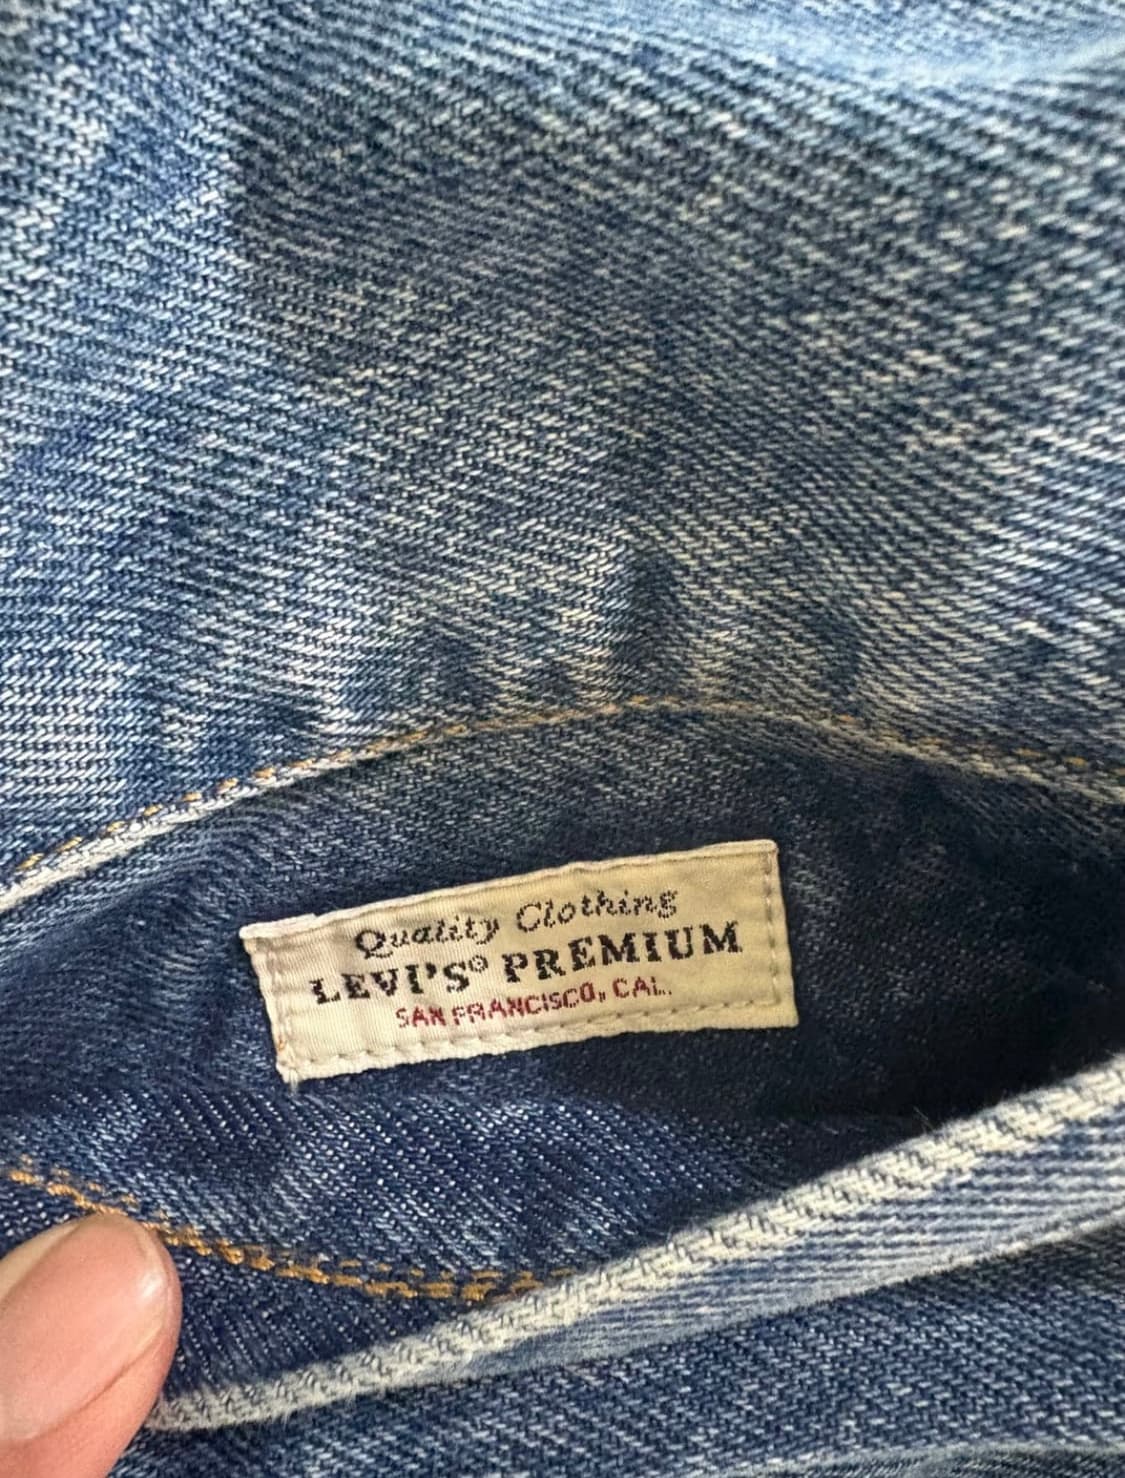 Quality Clothing
LEVI'S® PREMIUM
SAN FRANCISCO, CAL.